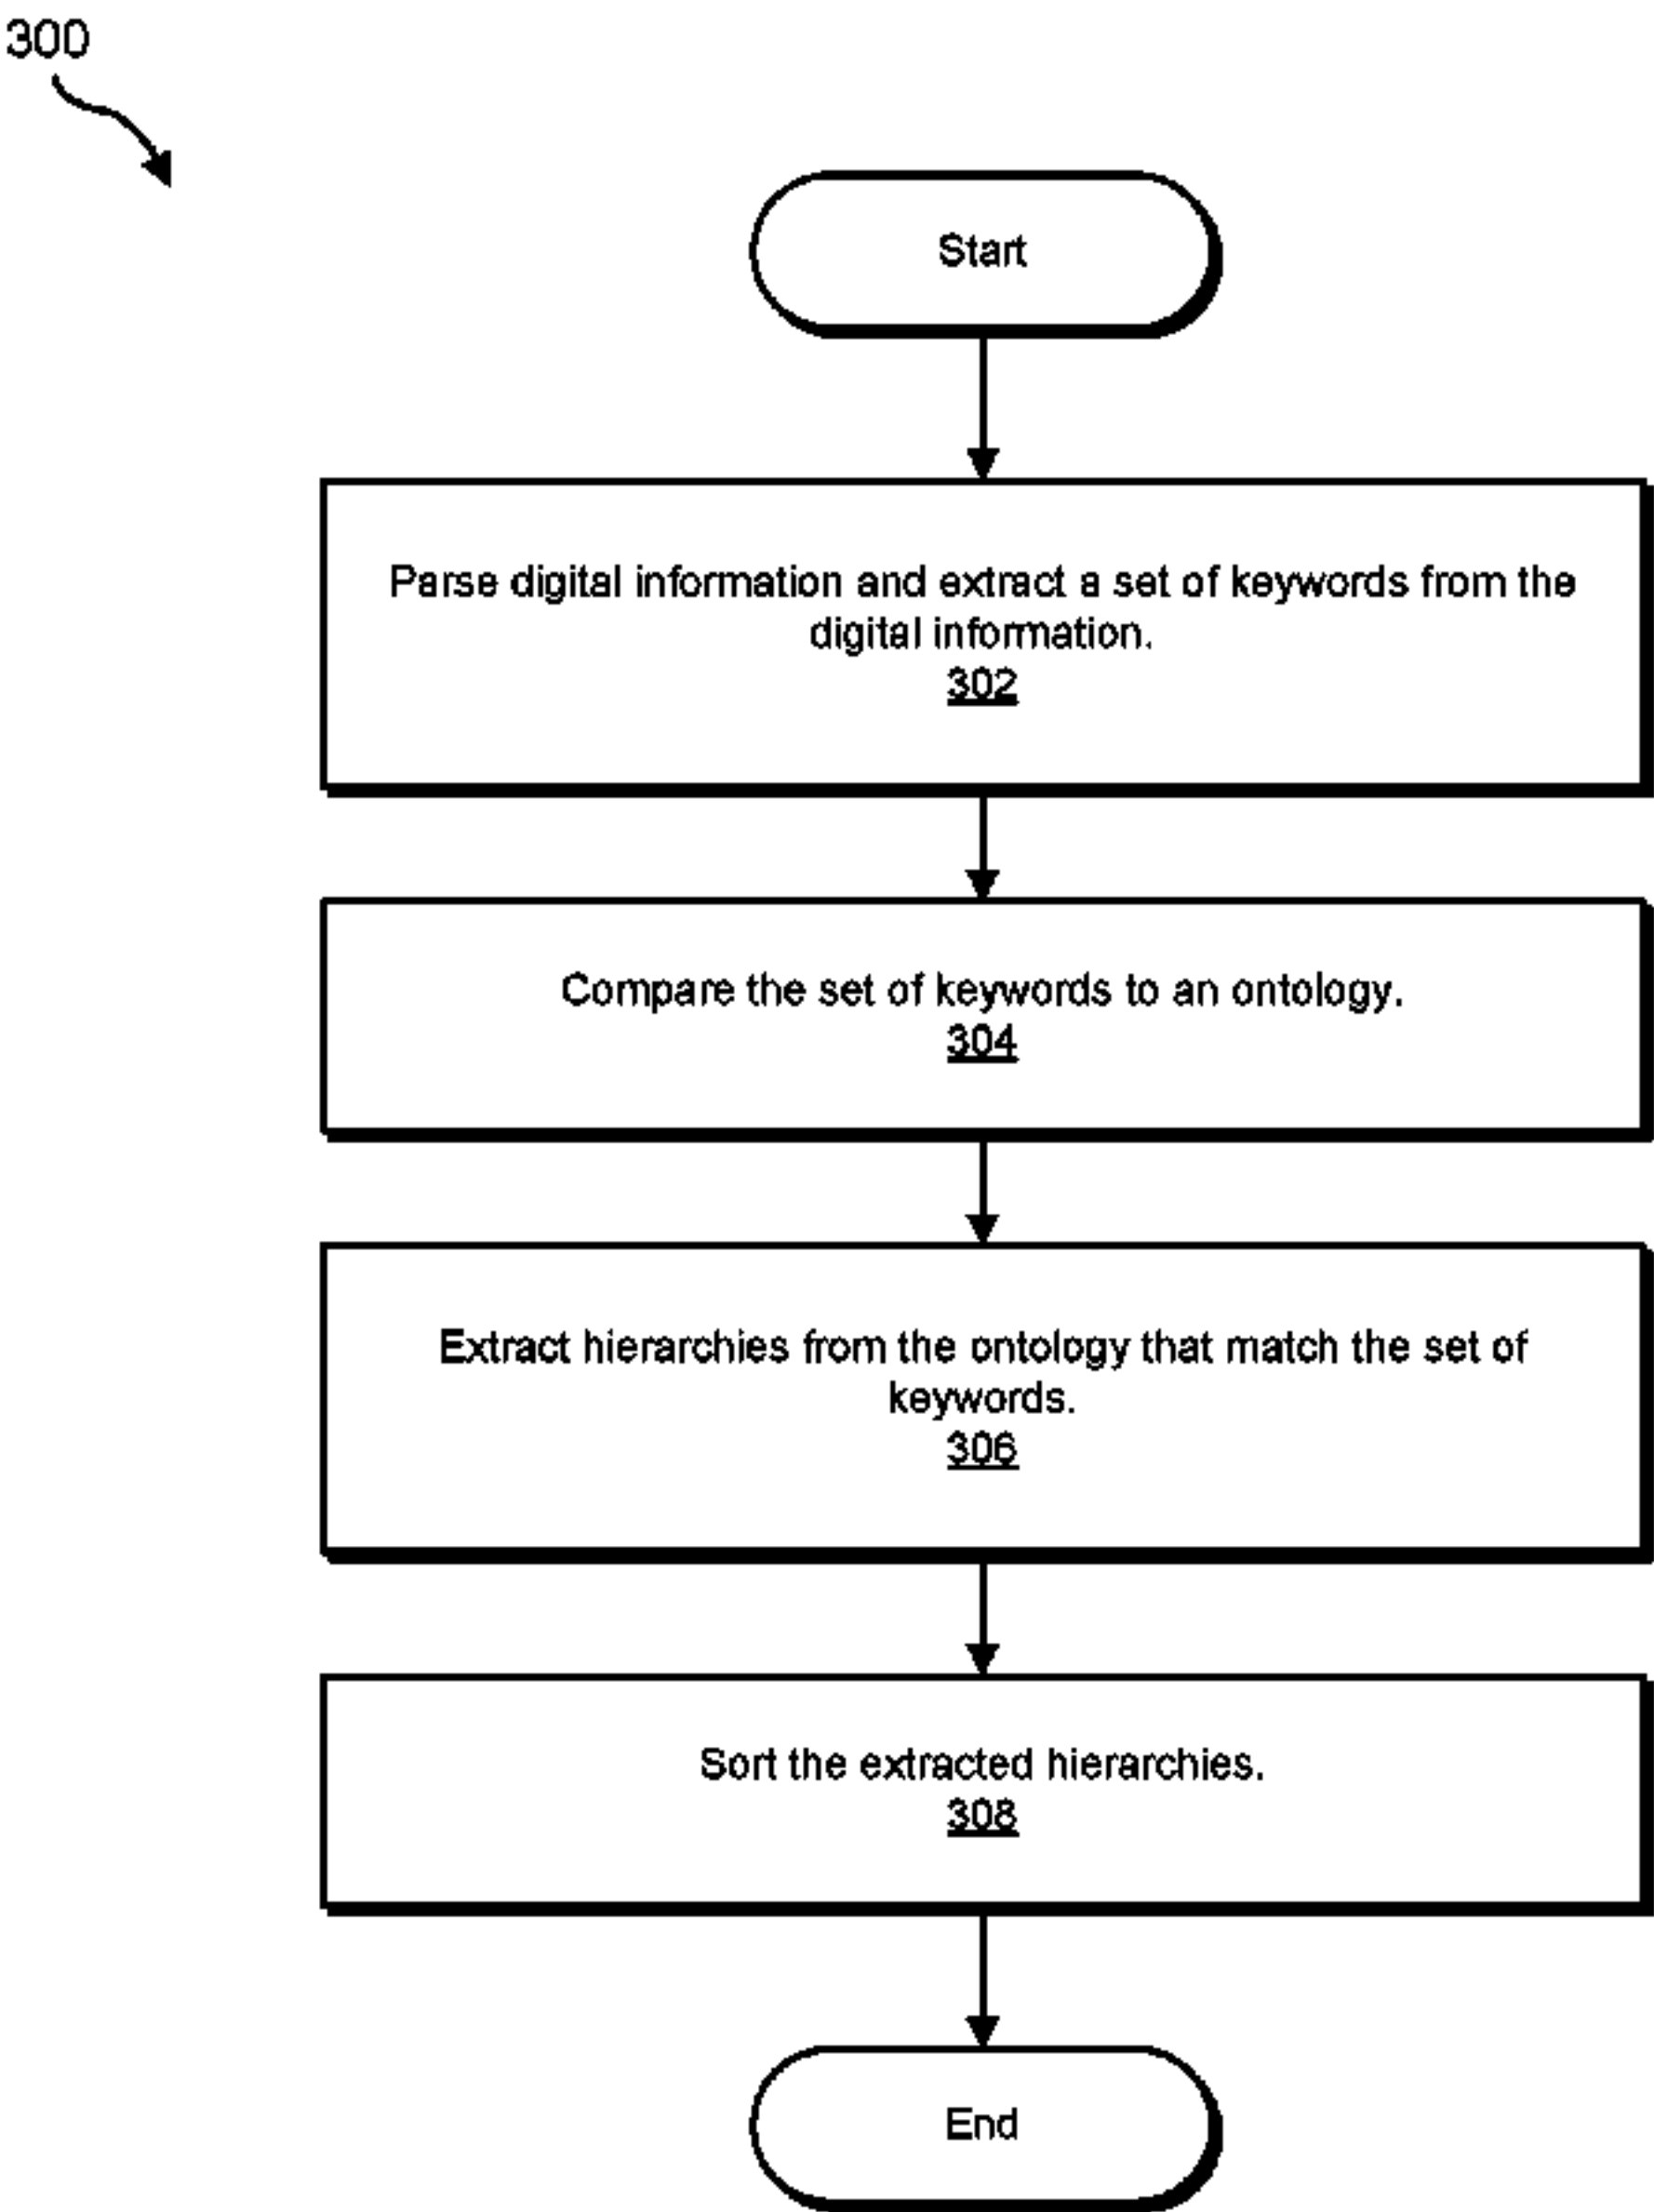 300
Start
Parse digital information and extract a set of keywords from the
digital information.
302
Compare the set of keywords to an ontology.
304
Extract hierarchies from the ontology that match the set of
keywords.
306
Sort the extracted hierarchies.
308
End